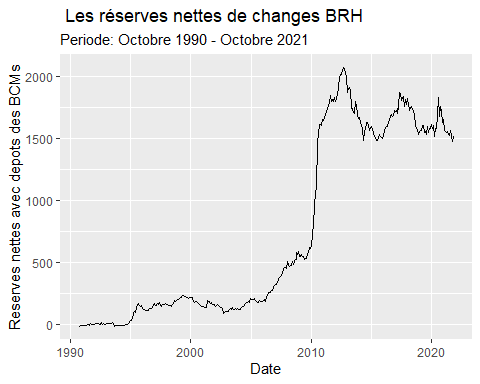 Les réserves nettes de changes BRH
Periode: Octobre 1990 - Octobre 2021
Reserves nettes avec depots des BCMs
2000
1500
1000
500
0
1990
2000
2010
2020
Date